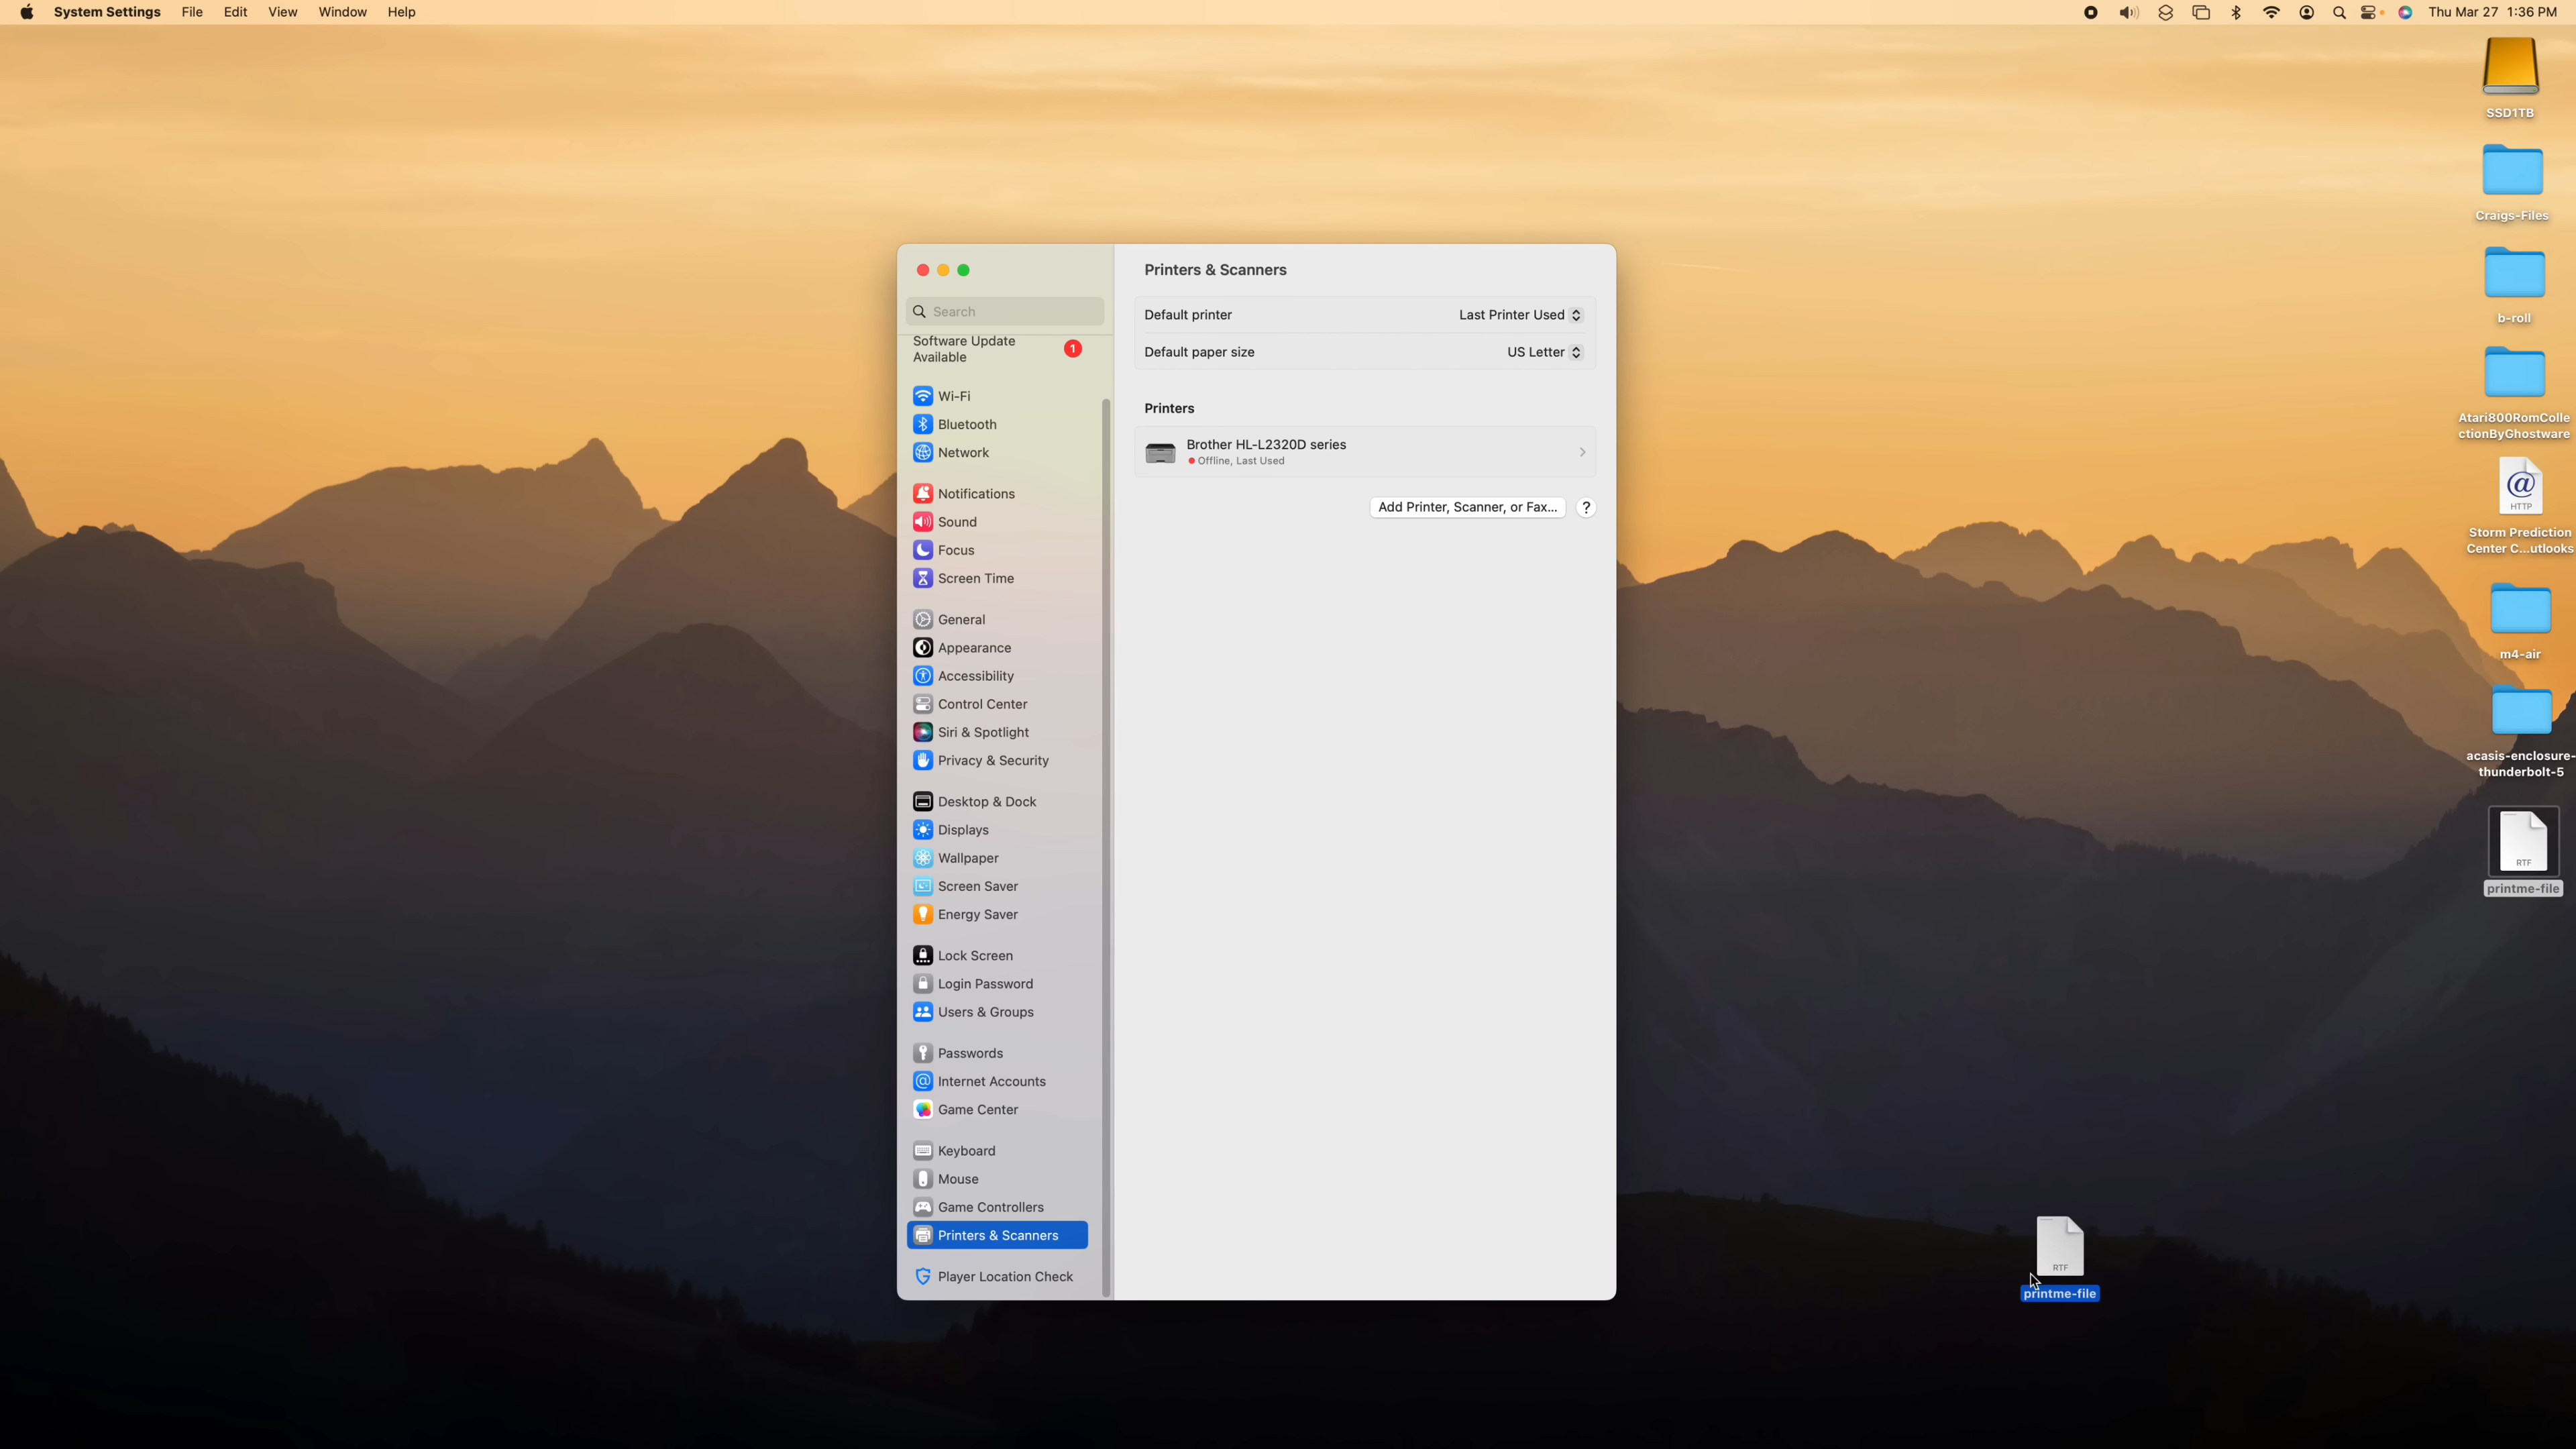 System Settings File Edit View Window Help
Thu Mar 27 1:36 PM
Search
Software Update
Available
1
Wi-Fi
Bluetooth
Network
Notifications
Sound
Focus
Screen Time
General
Appearance
Accessibility
Control Center
Siri & Spotlight
Privacy & Security
Desktop & Dock
Displays
Wallpaper
Screen Saver
Energy Saver
Lock Screen
Login Password
Users & Groups
Passwords
Internet Accounts
Game Center
Keyboard
Mouse
Game Controllers
Printers & Scanners
Player Location Check
Printers & Scanners
Default printer Last Printer Used
Default paper size US Letter
Printers
Brother HL-L2320D series
Offline, Last Used
Add Printer, Scanner, or Fax...
?
SSD1TB
Craigs-Files
b-roll
Atari800RomColle
ctionByGhostware
@
HTTP
Storm Prediction
Center C...utlooks
m4-air
acasis-enclosure-
thunderbolt-5
RTF
printme-file
RTF
printme-file